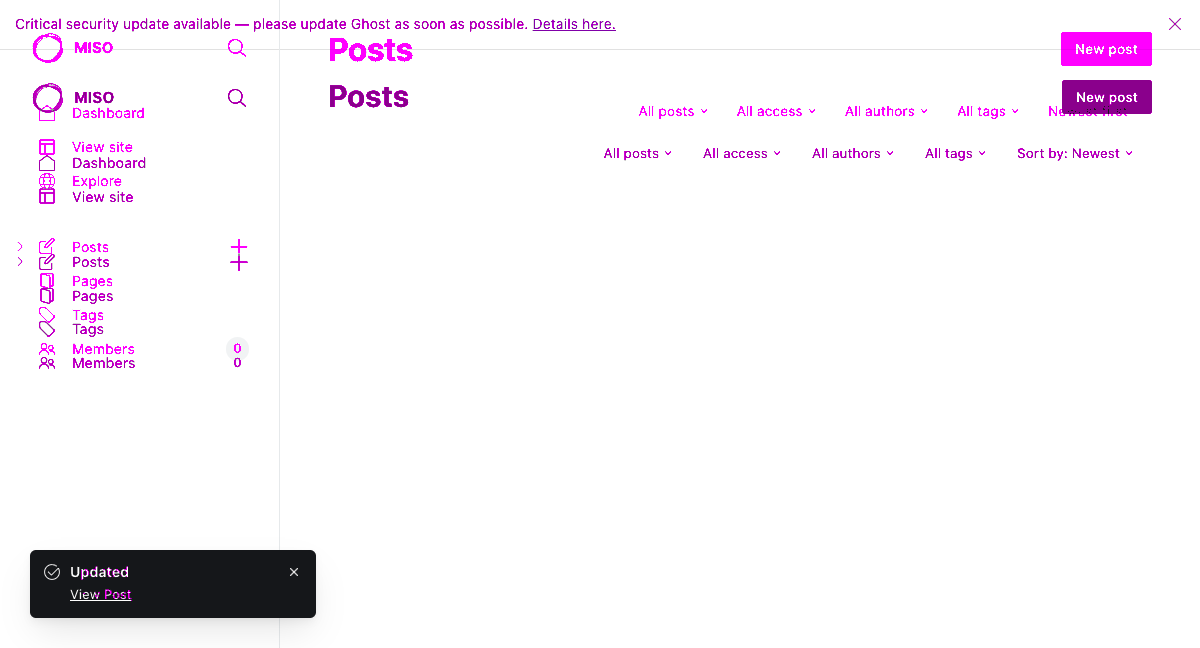 Critical security update available — please update Ghost as soon as possible. Details here.
MISO
Posts
New post
MISO
Posts
New post
Dashboard
All posts
All access
All authors
All tags
Newest first
View site
Dashboard
All posts
All access
All authors
All tags
Sort by: Newest
Explore
View site
Posts
Posts
Pages
Pages
Tags
Tags
Members 0
Members 0
Updated
View Post